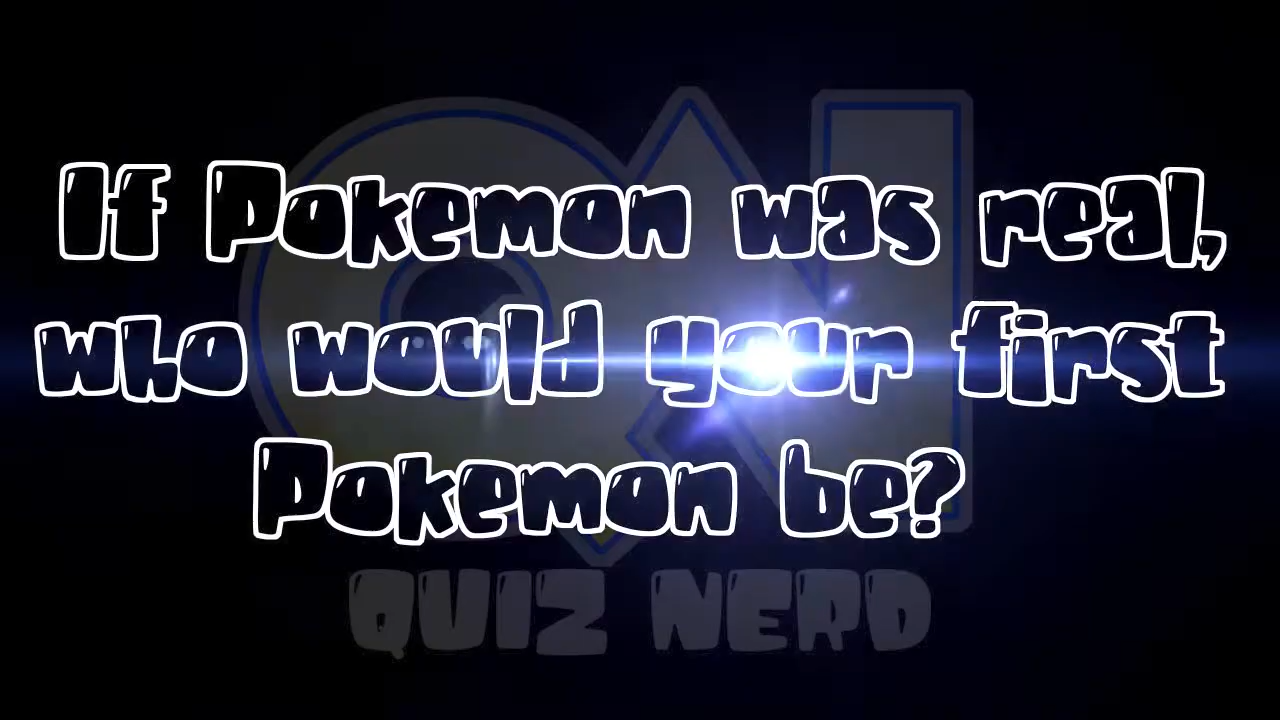 If Pokemon was real,
who would your first
Pokemon be?
QUIZ NERD